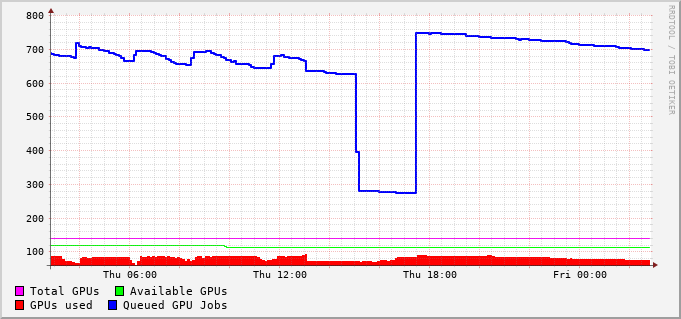 800
700
600
500
400
300
200
100
Thu 06:00 Thu 12:00 Thu 18:00 Fri 00:00
Total GPUs Available GPUs
GPUs used Queued GPU Jobs
RRDTOOL / TOBI OETIKER